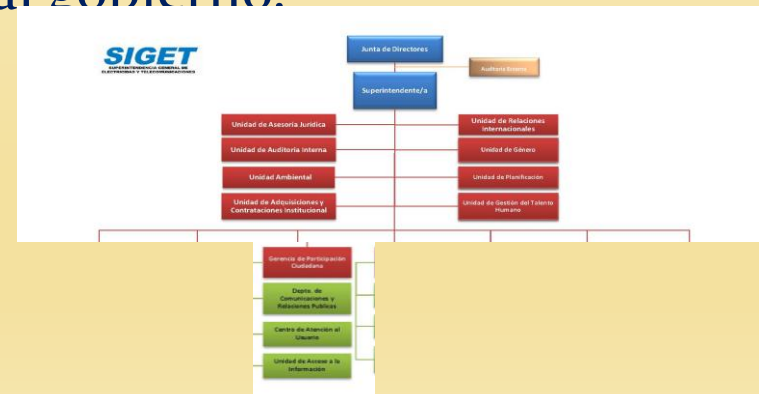 al gobierno.
SIGET
SUPERINTENDENCIA GENERAL DE
ELECTRICIDAD Y TELECOMUNICACIONES
Junta de Directores
Auditoría Externa
Superintendente/a
Unidad de Asesoría Jurídica
Unidad de Relaciones
Internacionales
Unidad de Auditoría Interna
Unidad de Género
Unidad Ambiental
Unidad de Planificación
Unidad de Adquisiciones y
Contrataciones Institucional
Unidad de Gestión del Talento
Humano
Gerencia de Participación
Ciudadana
Depto. de
Comunicaciones y
Relaciones Publicas
Centro de Atención al
Usuario
Unidad de Acceso a la
Información